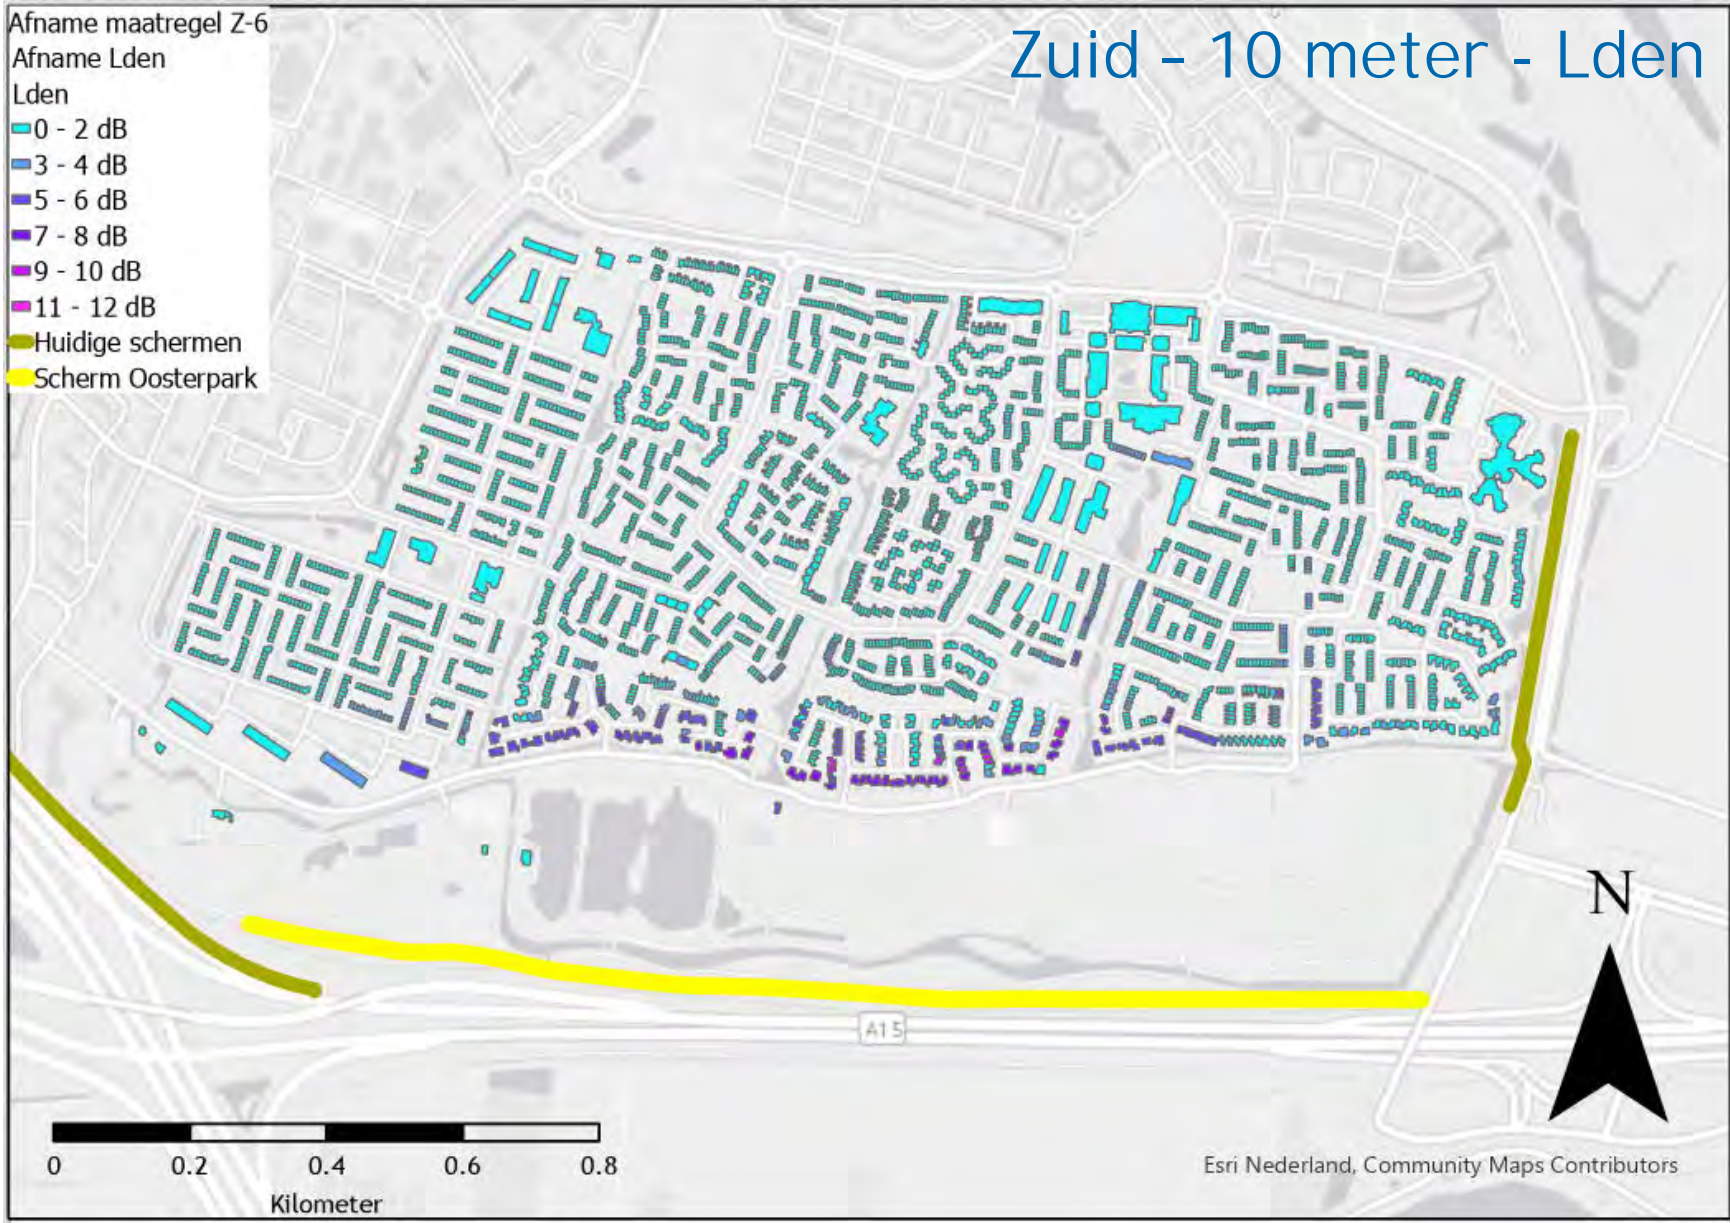 Afname maatregel Z-6
Afname Lden
Lden
0 - 2 dB
3 - 4 dB
5 - 6 dB
7 - 8 dB
9 - 10 dB
11 - 12 dB
Huidige schermen
Scherm Oosterpark
Zuid - 10 meter - Lden
A15
N
0 0.2 0.4 0.6 0.8
Kilometer
Esri Nederland, Community Maps Contributors